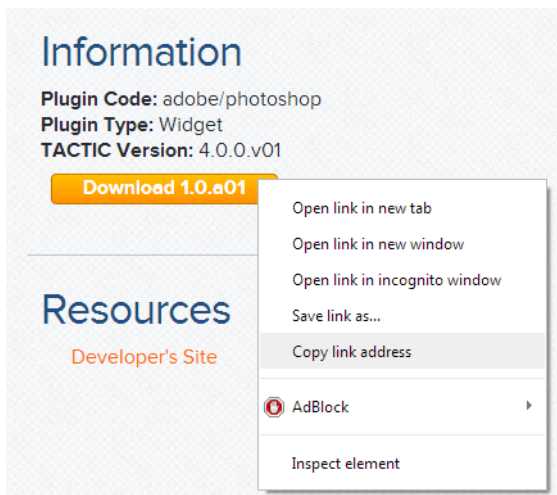 Information
Plugin Code: adobe/photoshop
Plugin Type: Widget
TACTIC Version: 4.0.0.v01
Download 1.0.a01
Open link in new tab
Open link in new window
Open link in incognito window
Save link as...
Copy link address
AdBlock
Inspect element
Resources
Developer's Site